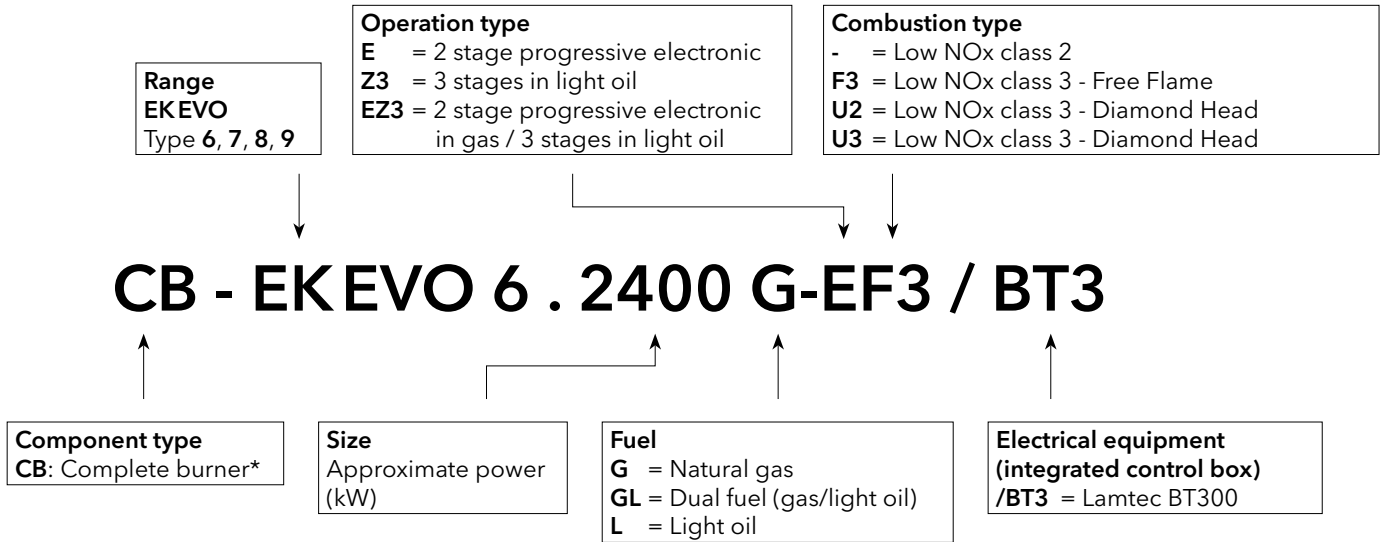 Operation type
E = 2 stage progressive electronic
Z3 = 3 stages in light oil
EZ3 = 2 stage progressive electronic
in gas / 3 stages in light oil
Combustion type
- = Low NOx class 2
F3 = Low NOx class 3 - Free Flame
U2 = Low NOx class 3 - Diamond Head
U3 = Low NOx class 3 - Diamond Head
Range
EK EVO
Type 6, 7, 8, 9
CB - EK EVO 6 . 2400 G-EF3 / BT3
Component type
CB: Complete burner*
Size
Approximate power
(kW)
Fuel
G = Natural gas
GL = Dual fuel (gas/light oil)
L = Light oil
Electrical equipment
(integrated control box)
/BT3 = Lamtec BT300